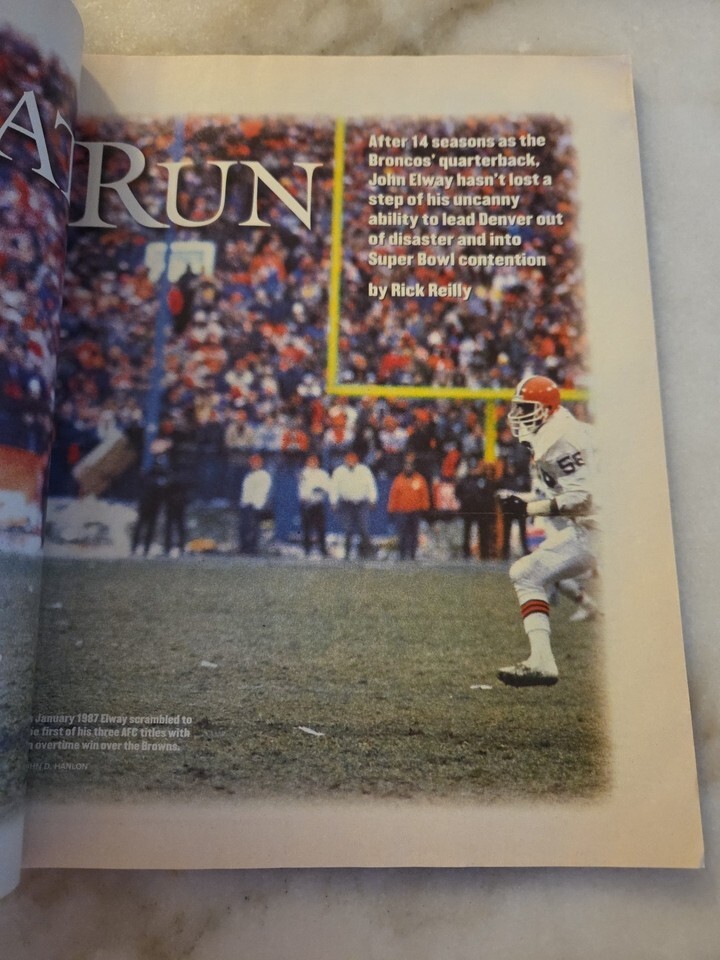 RUN
After 14 seasons as the
Broncos' quarterback,
John Elway hasn't lost a
step of his uncanny
ability to lead Denver out
of disaster and into
Super Bowl contention
by Rick Reilly
56
January 1987 Elway scrambled to
first of his three AFC titles with
overtime win over the Browns.
D. HANLON